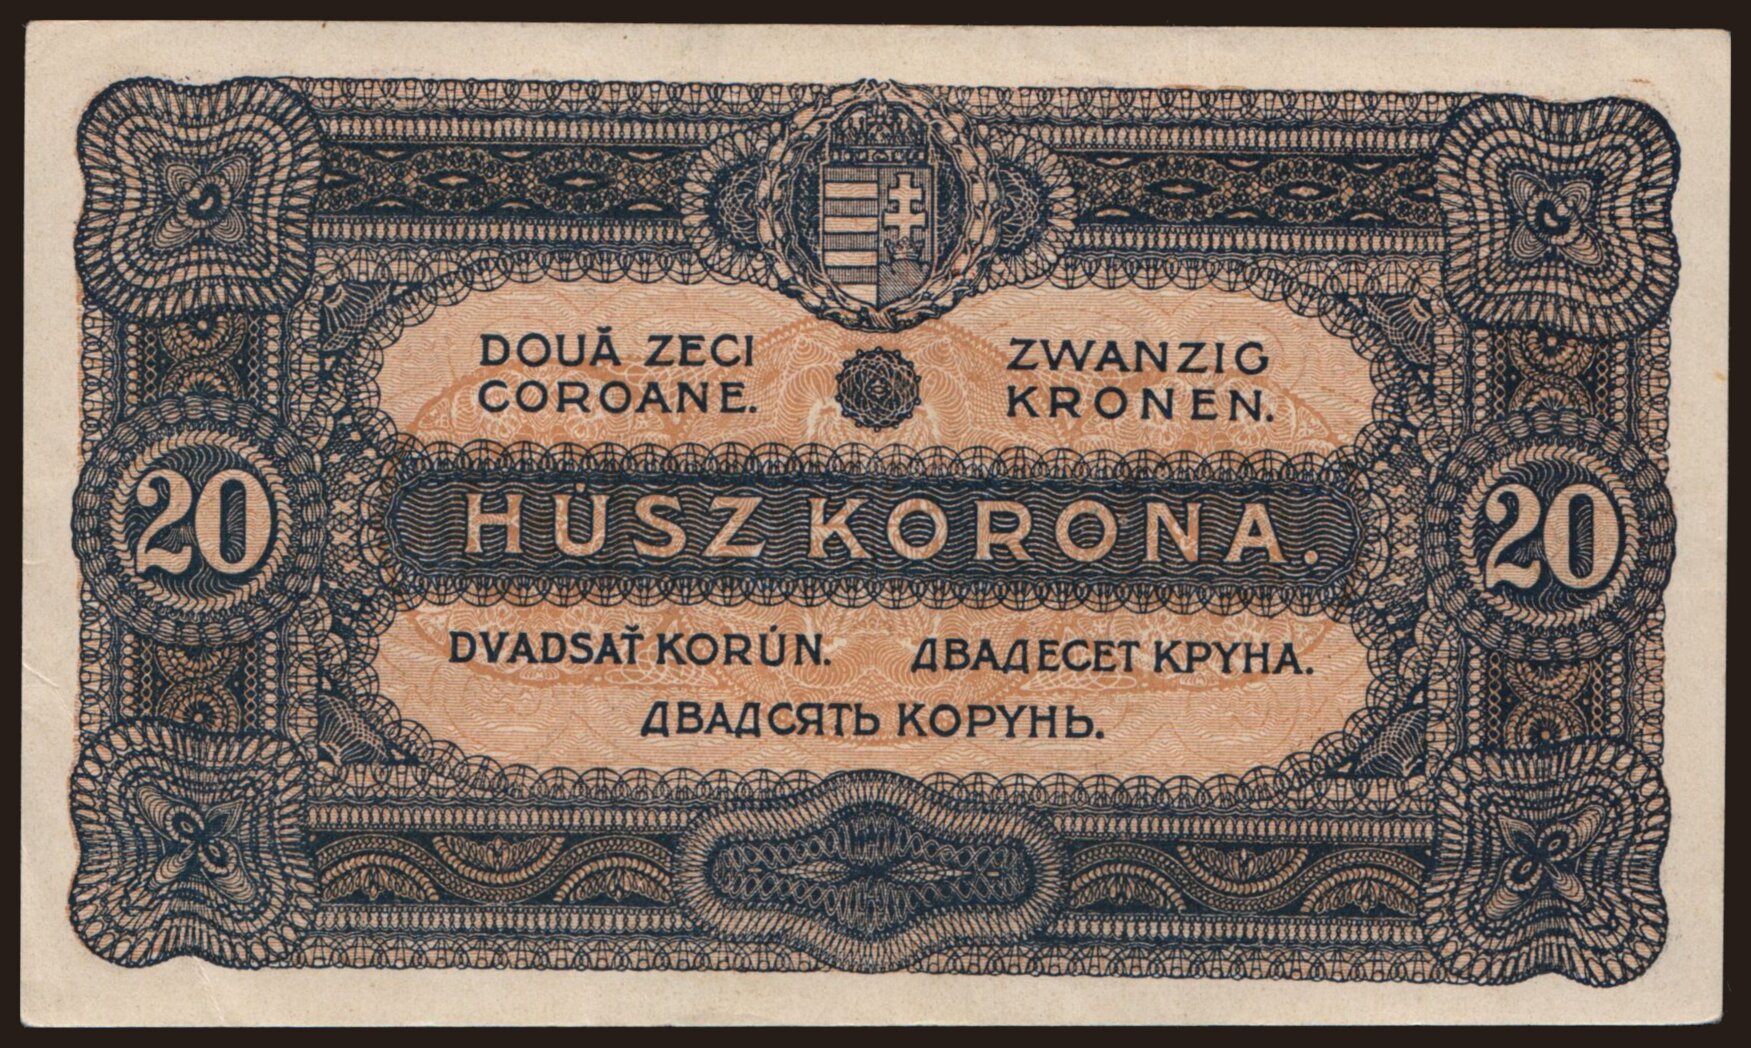 DOUĂ ZECI
COROANE.
ZWANZIG
KRONEN.
20
HÚSZ KORONA.
20
DVADSAŤ KORÚN.
ДВАДЕСЕТ КРУНА.
ДВАДСЯТЬ КОРУНЬ.